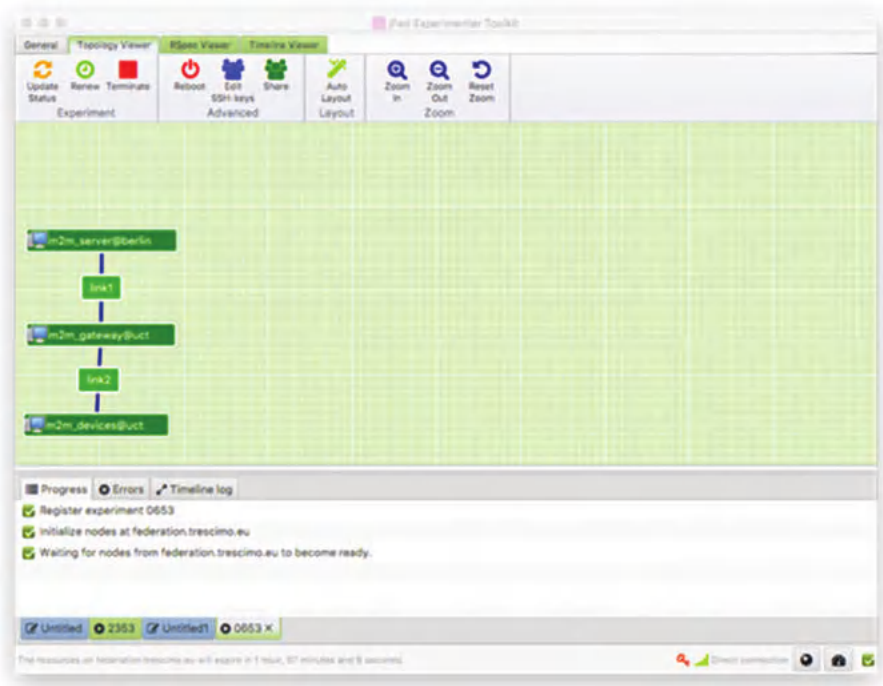 jFed Experimenter Toolkit
General Topology Viewer RSpec Viewer Timeline Viewer
Update Status Renew Terminate Reboot Edit SSH keys Share Auto Layout Zoom In Zoom Out Reset Zoom
Experiment Advanced Layout Zoom
m2m_server@berlin
link1
m2m_gateway@uct
link2
m2m_devices@uct
Progress Errors Timeline log
Register experiment 0653
Initialize nodes at federation.trescimo.eu
Waiting for nodes from federation.trescimo.eu to become ready.
Untitled 2353 Untitled1 0653 ×
The resources on federation.trescimo.eu will expire in 1 hour, 57 minutes and seconds. Direct connection